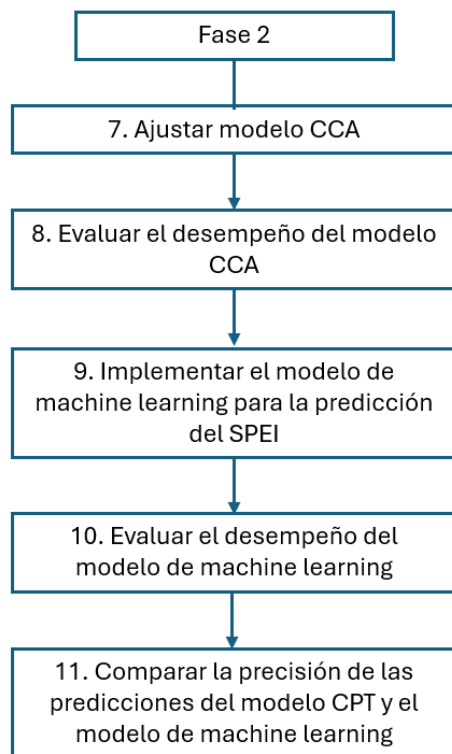 Fase 2
7. Ajustar modelo CCA
8. Evaluar el desempeño del modelo
CCA
9. Implementar el modelo de
machine learning para la predicción
del SPEI
10. Evaluar el desempeño del
modelo de machine learning
11. Comparar la precisión de las
predicciones del modelo CPT y el
modelo de machine learning